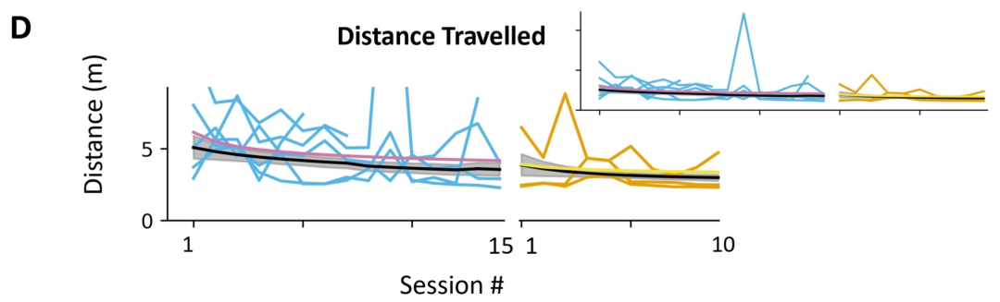 D
Distance Travelled
Distance (m)
5
0
1
15
1
10
Session #